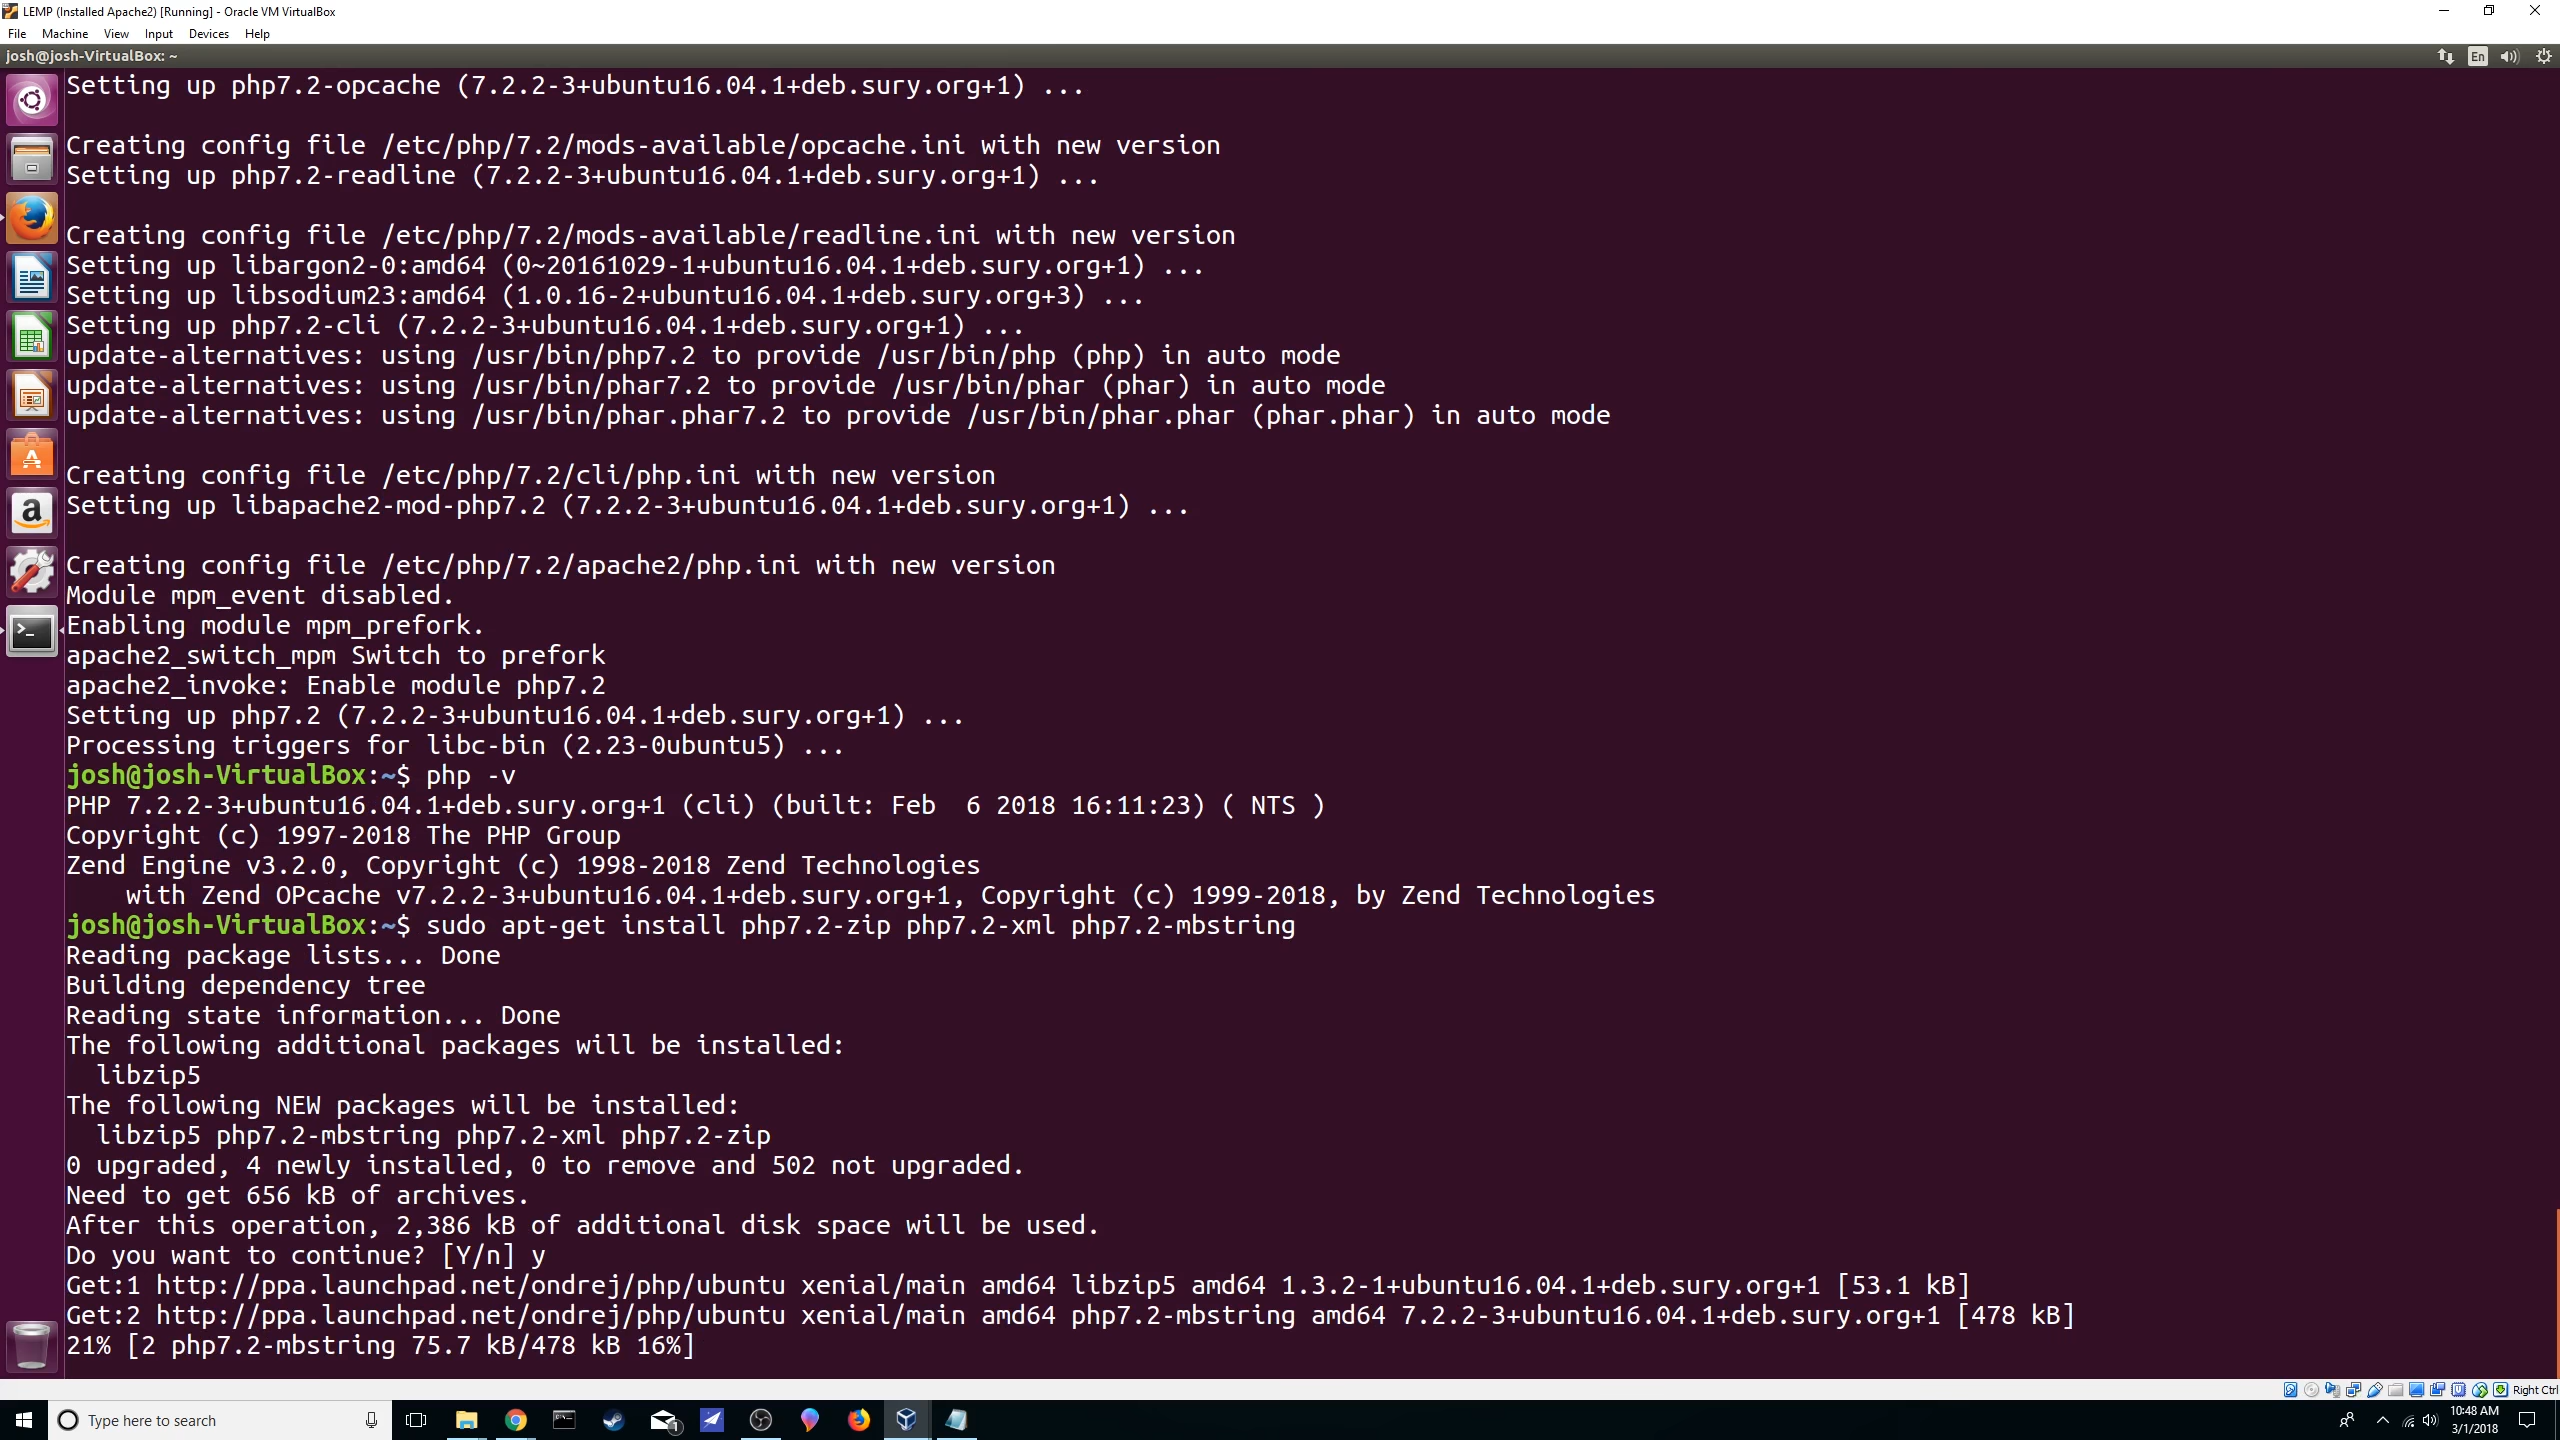 LEMP (Installed Apache2) [Running] - Oracle VM VirtualBox
File Machine View Input Devices Help
josh@josh-VirtualBox: ~
En
Setting up php7.2-opcache (7.2.2-3+ubuntu16.04.1+deb.sury.org+1) ...
Creating config file /etc/php/7.2/mods-available/opcache.ini with new version
Setting up php7.2-readline (7.2.2-3+ubuntu16.04.1+deb.sury.org+1) ...
Creating config file /etc/php/7.2/mods-available/readline.ini with new version
Setting up libargon2-0:amd64 (0~20161029-1+ubuntu16.04.1+deb.sury.org+1) ...
Setting up libsodium23:amd64 (1.0.16-2+ubuntu16.04.1+deb.sury.org+3) ...
Setting up php7.2-cli (7.2.2-3+ubuntu16.04.1+deb.sury.org+1) ...
update-alternatives: using /usr/bin/php7.2 to provide /usr/bin/php (php) in auto mode
update-alternatives: using /usr/bin/phar7.2 to provide /usr/bin/phar (phar) in auto mode
update-alternatives: using /usr/bin/phar.phar7.2 to provide /usr/bin/phar.phar (phar.phar) in auto mode
Creating config file /etc/php/7.2/cli/php.ini with new version
Setting up libapache2-mod-php7.2 (7.2.2-3+ubuntu16.04.1+deb.sury.org+1) ...
Creating config file /etc/php/7.2/apache2/php.ini with new version
Module mpm_event disabled.
Enabling module mpm_prefork.
apache2_switch_mpm Switch to prefork
apache2_invoke: Enable module php7.2
Setting up php7.2 (7.2.2-3+ubuntu16.04.1+deb.sury.org+1) ...
Processing triggers for libc-bin (2.23-0ubuntu5) ...
josh@josh-VirtualBox:~$ php -v
PHP 7.2.2-3+ubuntu16.04.1+deb.sury.org+1 (cli) (built: Feb  6 2018 16:11:23) ( NTS )
Copyright (c) 1997-2018 The PHP Group
Zend Engine v3.2.0, Copyright (c) 1998-2018 Zend Technologies
with Zend OPcache v7.2.2-3+ubuntu16.04.1+deb.sury.org+1, Copyright (c) 1999-2018, by Zend Technologies
josh@josh-VirtualBox:~$ sudo apt-get install php7.2-zip php7.2-xml php7.2-mbstring
Reading package lists... Done
Building dependency tree
Reading state information... Done
The following additional packages will be installed:
libzip5
The following NEW packages will be installed:
libzip5 php7.2-mbstring php7.2-xml php7.2-zip
0 upgraded, 4 newly installed, 0 to remove and 502 not upgraded.
Need to get 656 kB of archives.
After this operation, 2,386 kB of additional disk space will be used.
Do you want to continue? [Y/n] y
Get:1 http://ppa.launchpad.net/ondrej/php/ubuntu xenial/main amd64 libzip5 amd64 1.3.2-1+ubuntu16.04.1+deb.sury.org+1 [53.1 kB]
Get:2 http://ppa.launchpad.net/ondrej/php/ubuntu xenial/main amd64 php7.2-mbstring amd64 7.2.2-3+ubuntu16.04.1+deb.sury.org+1 [478 kB]
21% [2 php7.2-mbstring 75.7 kB/478 kB 16%]
Right Ctrl
Type here to search
1
10:48 AM
3/1/2018